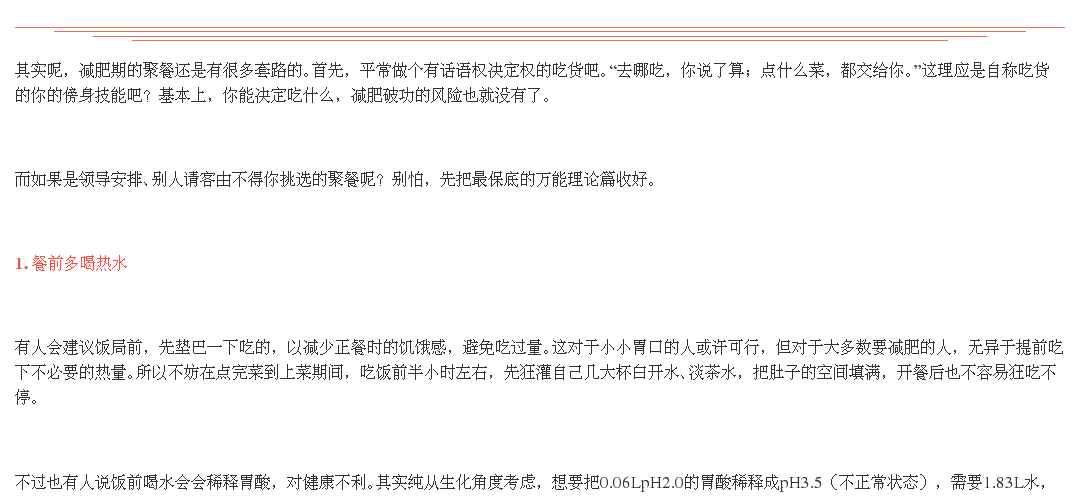 其实呢，减肥期的聚餐还是有很多套路的。首先，平常做个有话语权决定权的吃货吧。“去哪吃，你说了算；点什么菜，都交给你。”这理应是自称吃货
的你的傍身技能吧？基本上，你能决定吃什么，减肥破功的风险也就没有了。
而如果是领导安排、别人请客由不得你挑选的聚餐呢？别怕，先把最保底的万能理论篇收好。
1. 餐前多喝热水
有人会建议饭局前，先垫巴一下吃的，以减少正餐时的饥饿感，避免吃过量。这对于小小胃口的人或许可行，但对于大多数要减肥的人，无异于提前吃
下不必要的热量。所以不妨在点完菜到上菜期间，吃饭前半小时左右，先狂灌自己几大杯白开水、淡茶水，把肚子的空间填满，开餐后也不容易狂吃不
停。
不过也有人说饭前喝水会会稀释胃酸，对健康不利。其实纯从生化角度考虑，想要把0.06LpH2.0的胃酸稀释成pH3.5（不正常状态），需要1.83L水，